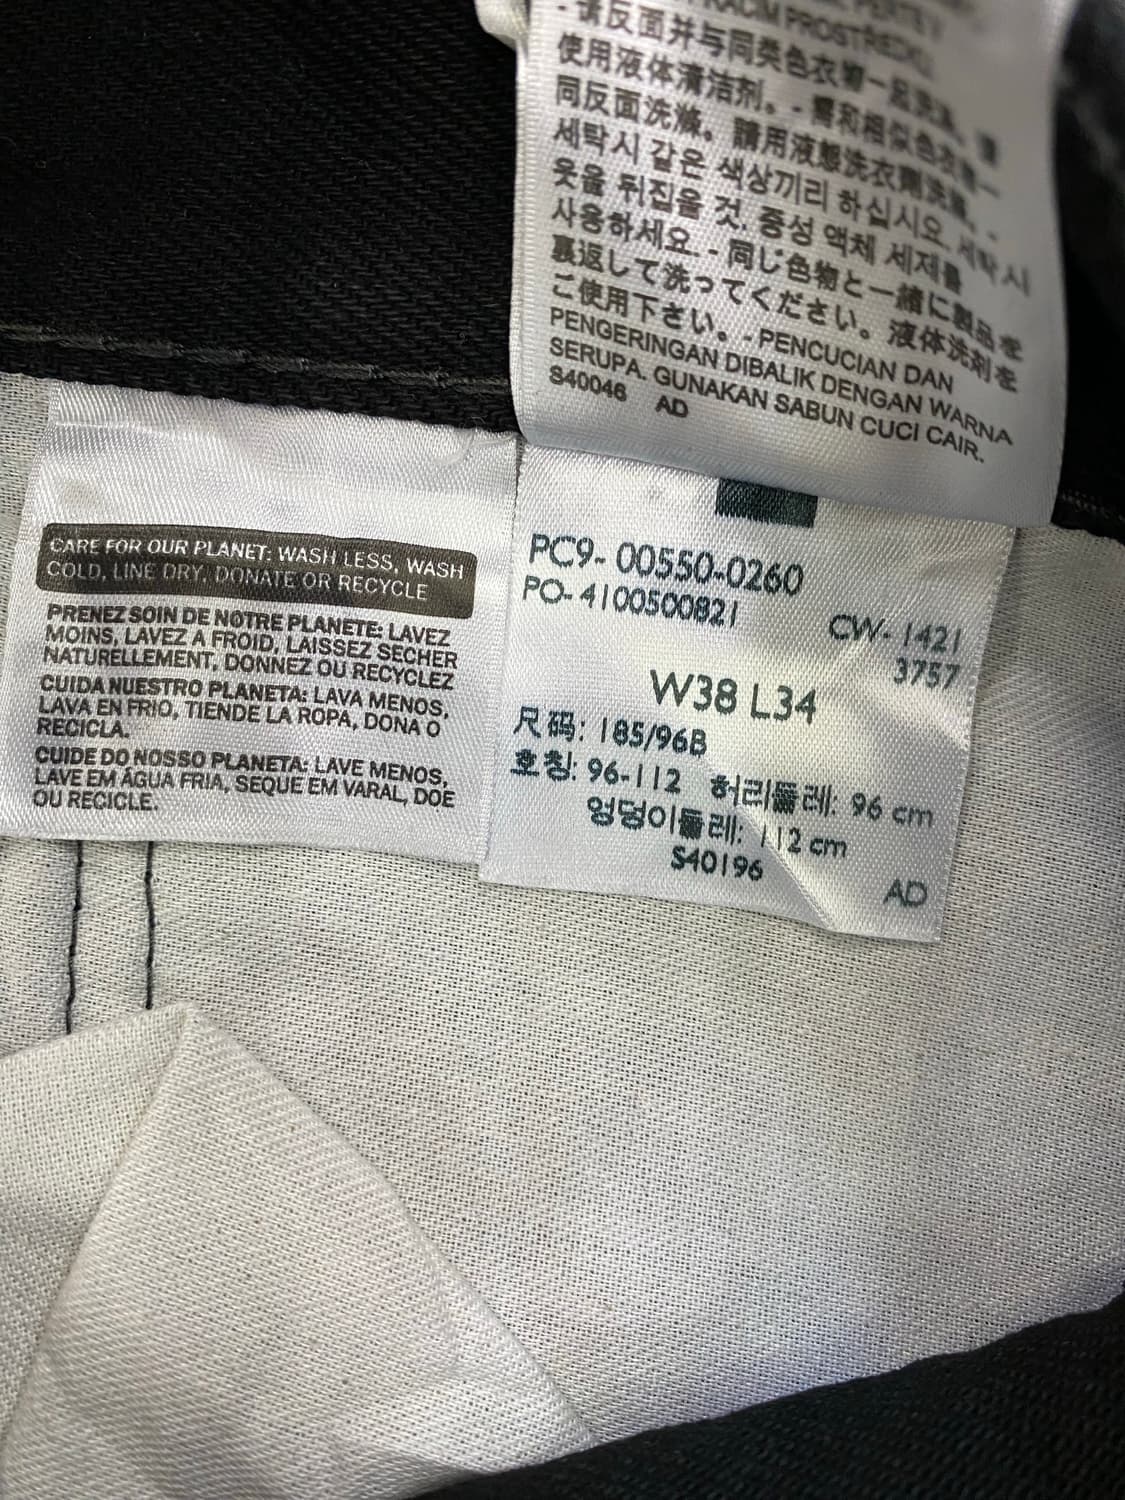 PROSTŘEDKU
- 请反面并与同类色衣物一起洗涤。请
使用液体清洁剂。- 需和相似色衣物一
同反面洗滌。請用液態洗衣劑洗滌。-
세탁시 같은 색상끼리 하십시오. 세탁 시
옷을 뒤집을 것. 중성 액체 세제를
사용하세요. - 同じ色物と一緒に製品を
裏返して洗ってください。液体洗剤を
ご使用下さい。- PENCUCIAN DAN
PENGERINGAN DIBALIK DENGAN WARNA
SERUPA. GUNAKAN SABUN CUCI CAIR.
S40046 AD
CARE FOR OUR PLANET: WASH LESS, WASH
COLD, LINE DRY, DONATE OR RECYCLE
PRENEZ SOIN DE NOTRE PLANETE: LAVEZ
MOINS, LAVEZ A FROID, LAISSEZ SECHER
NATURELLEMENT, DONNEZ OU RECYCLEZ
CUIDA NUESTRO PLANETA: LAVA MENOS,
LAVA EN FRIO, TIENDE LA ROPA, DONA O
RECICLA.
CUIDE DO NOSSO PLANETA: LAVE MENOS,
LAVE EM ÁGUA FRIA, SEQUE EM VARAL, DOE
OU RECICLE.
PC9- 00550-0260
PO- 4100500821
CW- 1421
3757
W38 L34
尺码: 185/96B
호칭: 96-112 허리둘레: 96 cm
엉덩이둘레: 112 cm
S40196
AD